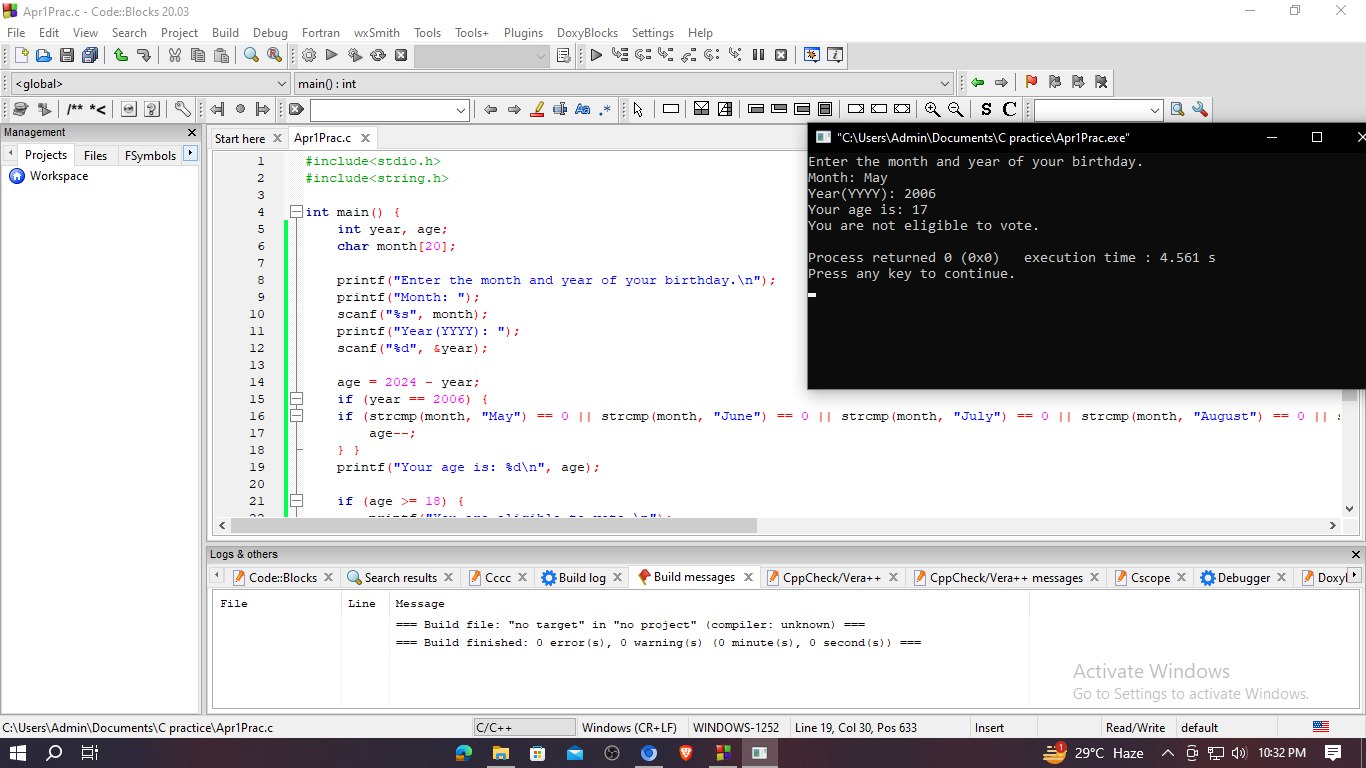 Apr1Prac.c - Code::Blocks 20.03
File Edit View Search Project Build Debug Fortran wxSmith Tools Tools+ Plugins DoxyBlocks Settings Help
<global>
main() : int
/** *<
Aa .*
S C
Management
Projects Files FSymbols
Workspace
Start here Apr1Prac.c
1 #include<stdio.h>
2 #include<string.h>
3
4 int main() {
5 int year, age;
6 char month[20];
7
8 printf("Enter the month and year of your birthday.\n");
9 printf("Month: ");
10 scanf("%s", month);
11 printf("Year(YYYY): ");
12 scanf("%d", &year);
13
14 age = 2024 - year;
15 if (year == 2006) {
16 if (strcmp(month, "May") == 0 || strcmp(month, "June") == 0 || strcmp(month, "July") == 0 || strcmp(month, "August") == 0 ||
17 age--;
18 } }
19 printf("Your age is: %d\n", age);
20
21 if (age >= 18) {
"C:\Users\Admin\Documents\C practice\Apr1Prac.exe"
Enter the month and year of your birthday.
Month: May
Year(YYYY): 2006
Your age is: 17
You are not eligible to vote.
Process returned 0 (0x0) execution time : 4.561 s
Press any key to continue.
Logs & others
Code::Blocks Search results Cccc Build log Build messages CppCheck/Vera++ CppCheck/Vera++ messages Cscope Debugger
File Line Message
=== Build file: "no target" in "no project" (compiler: unknown) ===
=== Build finished: 0 error(s), 0 warning(s) (0 minute(s), 0 second(s)) ===
Activate Windows
Go to Settings to activate Windows.
C:\Users\Admin\Documents\C practice\Apr1Prac.c C/C++ Windows (CR+LF) WINDOWS-1252 Line 19, Col 30, Pos 633 Insert Read/Write default
1 29°C Haze 10:32 PM